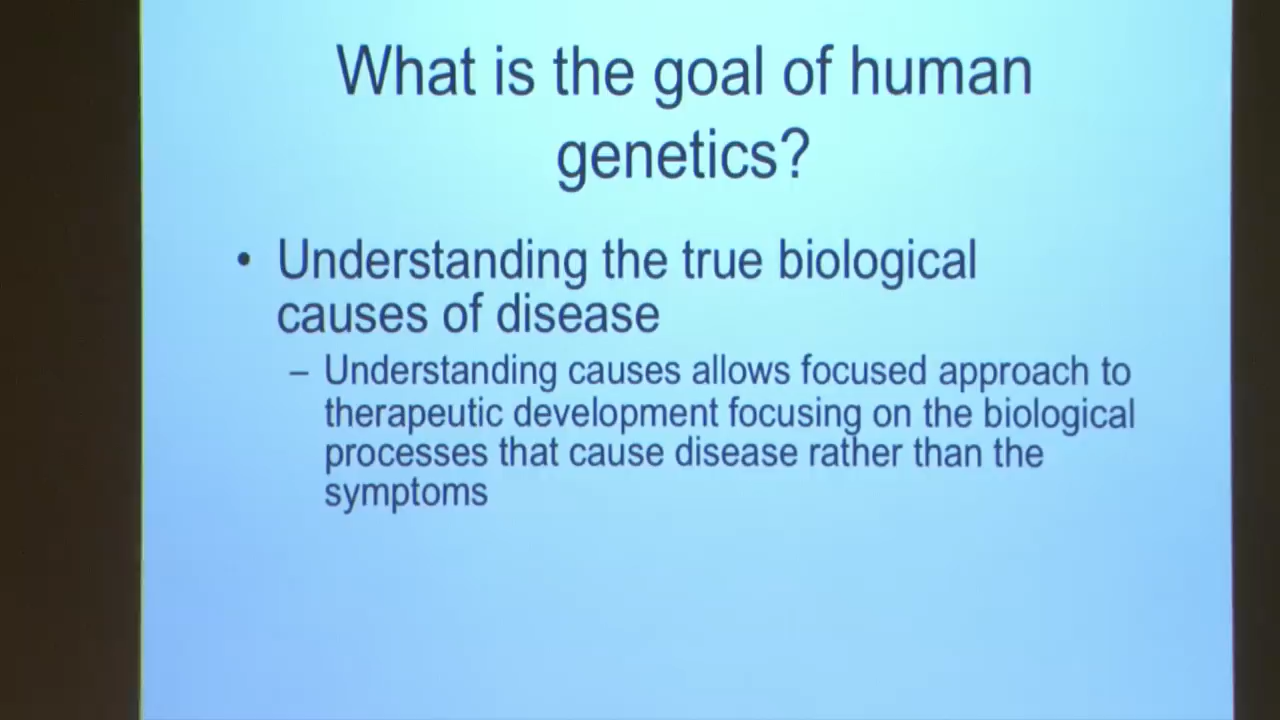 What is the goal of human
genetics?
• Understanding the true biological
causes of disease
– Understanding causes allows focused approach to
therapeutic development focusing on the biological
processes that cause disease rather than the
symptoms